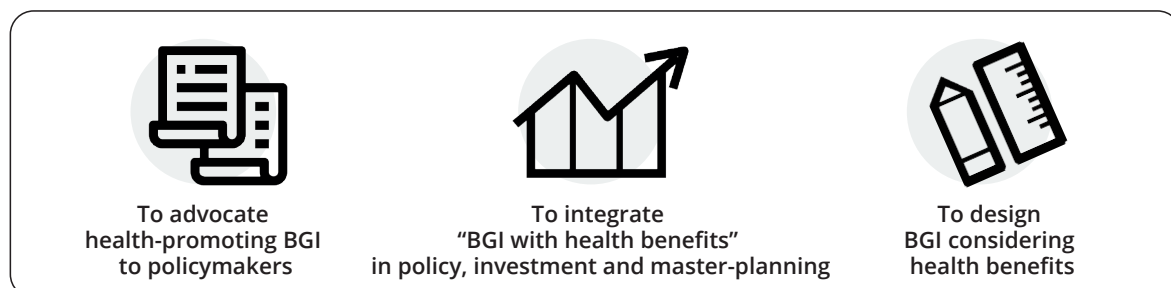 To advocate
health-promoting BGI
to policymakers
To integrate
“BGI with health benefits”
in policy, investment and master-planning
To design
BGI considering
health benefits